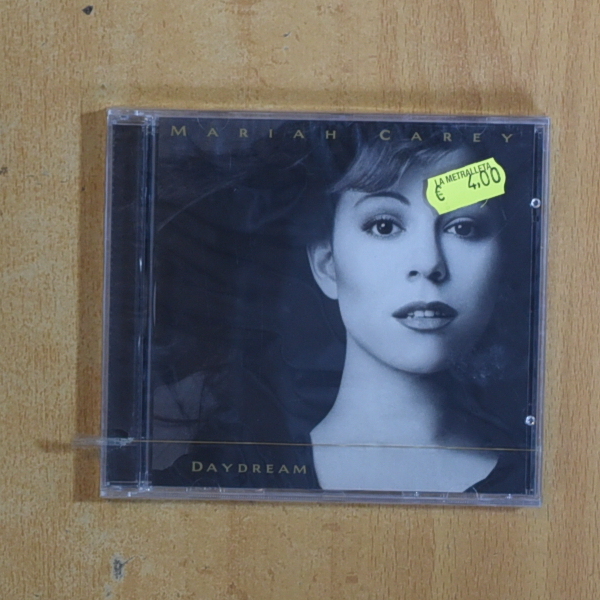 MARIAH CAREY
LA METRALLETA
€ 4,00
DAYDREAM